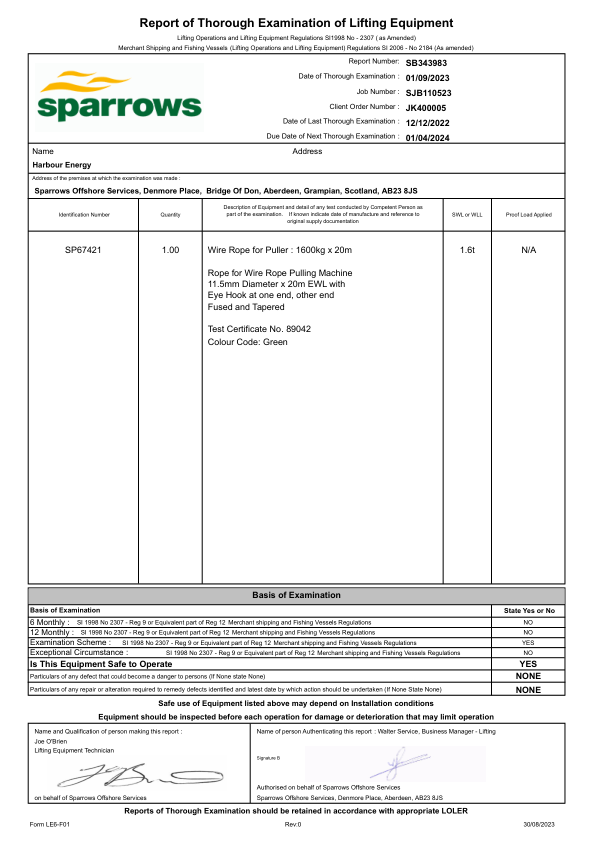 Report of Thorough Examination of Lifting Equipment
Lifting Operations and Lifting Equipment Regulations SI1998 No - 2307 ( as Amended)
Merchant Shipping and Fishing Vessels (Lifting Operations and Lifting Equipment) Regulations SI 2006 - No 2184 (As amended)
sparrows
Report Number: SB343983
Date of Thorough Examination : 01/09/2023
Job Number : SJB110523
Client Order Number : JK400005
Date of Last Thorough Examination : 12/12/2022
Due Date of Next Thorough Examination : 01/04/2024
Name Address
Harbour Energy
Address of the premises at which the examination was made :
Sparrows Offshore Services, Denmore Place, Bridge Of Don, Aberdeen, Grampian, Scotland, AB23 8JS
Identification Number
Quantity
Description of Equipment and detail of any test conducted by Competent Person as
part of the examination. If known indicate date of manufacture and reference to
original supply documentation
SWL or WLL
Proof Load Applied
SP67421 1.00 Wire Rope for Puller : 1600kg x 20m 1.6t N/A
Rope for Wire Rope Pulling Machine
11.5mm Diameter x 20m EWL with
Eye Hook at one end, other end
Fused and Tapered
Test Certificate No. 89042
Colour Code: Green
Basis of Examination
Basis of Examination State Yes or No
6 Monthly : SI 1998 No 2307 - Reg 9 or Equivalent part of Reg 12 Merchant shipping and Fishing Vessels Regulations NO
12 Monthly : SI 1998 No 2307 - Reg 9 or Equivalent part of Reg 12 Merchant shipping and Fishing Vessels Regulations NO
Examination Scheme : SI 1998 No 2307 - Reg 9 or Equivalent part of Reg 12 Merchant shipping and Fishing Vessels Regulations YES
Exceptional Circumstance : SI 1998 No 2307 - Reg 9 or Equivalent part of Reg 12 Merchant shipping and Fishing Vessels Regulations NO
Is This Equipment Safe to Operate YES
Particulars of any defect that could become a danger to persons (If None state None) NONE
Particulars of any repair or alteration required to remedy defects identified and latest date by which action should be undertaken (If None State None) NONE
Safe use of Equipment listed above may depend on Installation conditions
Equipment should be inspected before each operation for damage or deterioration that may limit operation
Name and Qualification of person making this report :
Joe O'Brien
Lifting Equipment Technician
on behalf of Sparrows Offshore Services
Name of person Authenticating this report : Walter Service, Business Manager - Lifting
Signature B
Authorised on behalf of Sparrows Offshore Services
Sparrows Offshore Services, Denmore Place, Aberdeen, AB23 8JS
Reports of Thorough Examination should be retained in accordance with appropriate LOLER
Form LE6-F01 Rev:0 30/08/2023